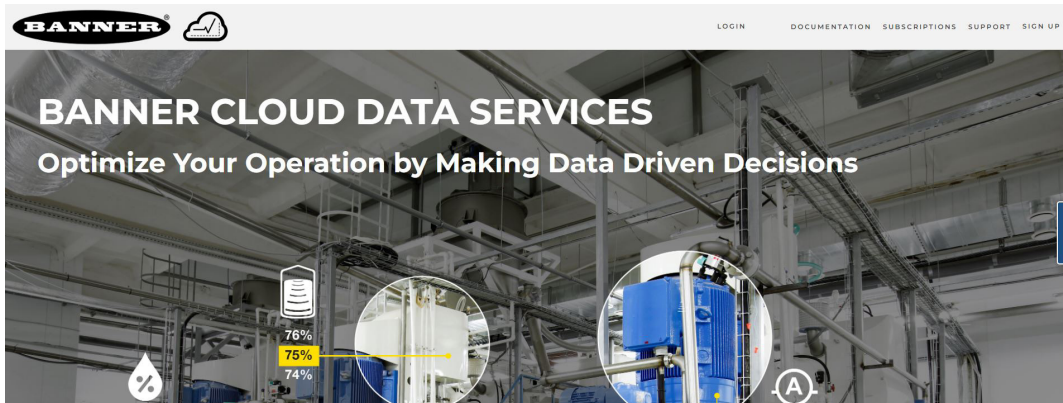 BANNER®
LOGIN DOCUMENTATION SUBSCRIPTIONS SUPPORT SIGN UP
BANNER CLOUD DATA SERVICES
Optimize Your Operation by Making Data Driven Decisions
76%
75%
74%
%
A